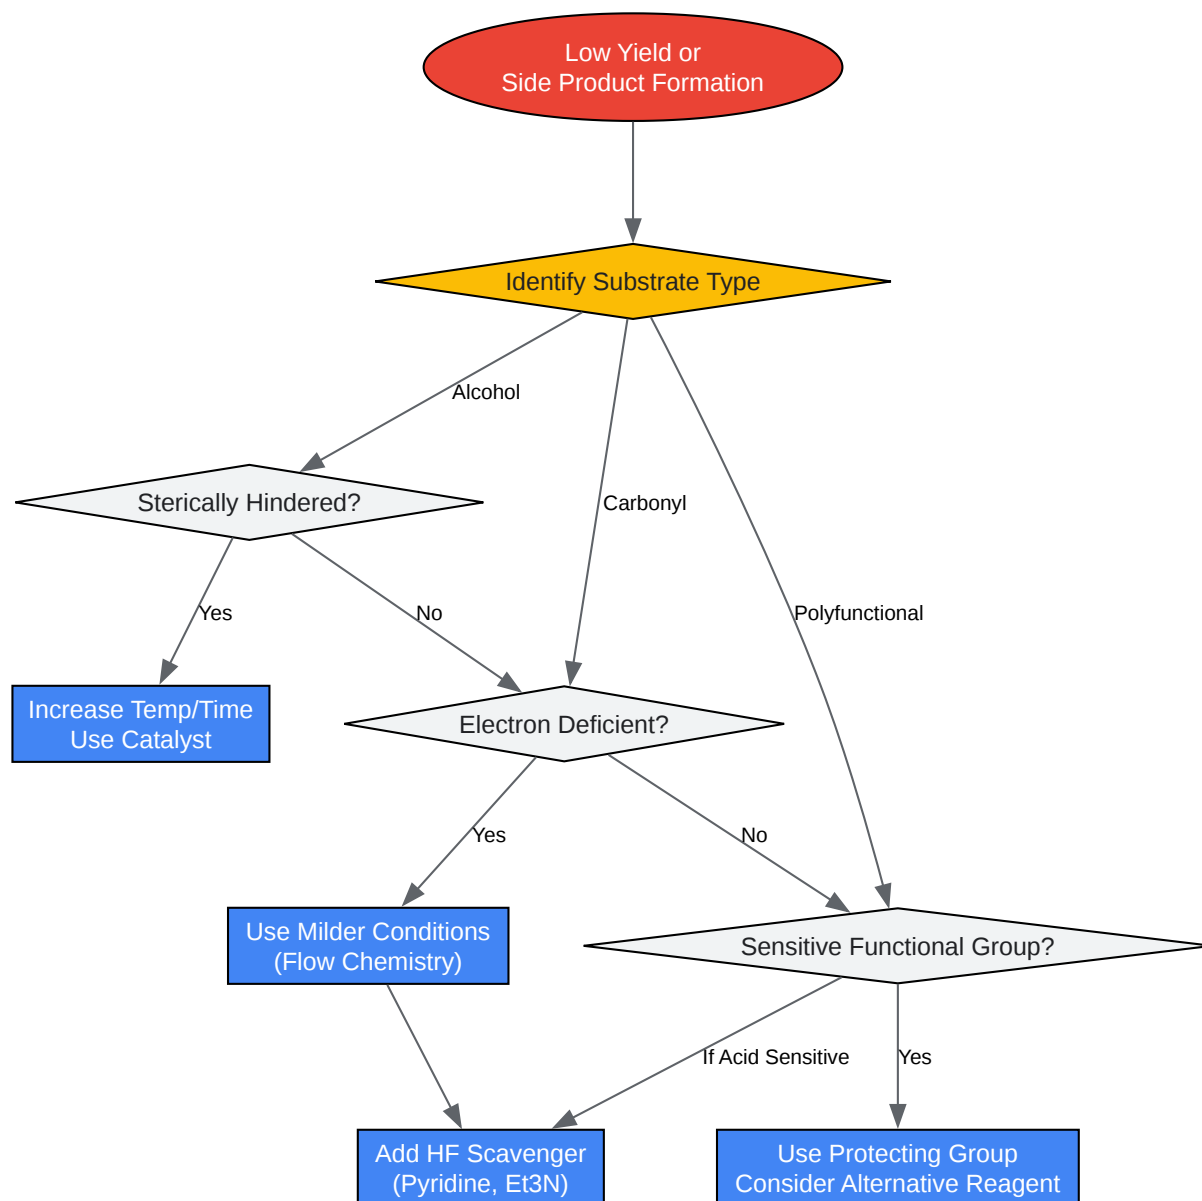 Low Yield or
Side Product Formation
Identify Substrate Type
Alcohol
Sterically Hindered?
Carbonyl
Yes
No
Polyfunctional
Increase Temp/Time
Use Catalyst
Electron Deficient?
Yes
No
Use Milder Conditions
(Flow Chemistry)
Sensitive Functional Group?
If Acid Sensitive
Yes
Add HF Scavenger
(Pyridine, Et3N)
Use Protecting Group
Consider Alternative Reagent